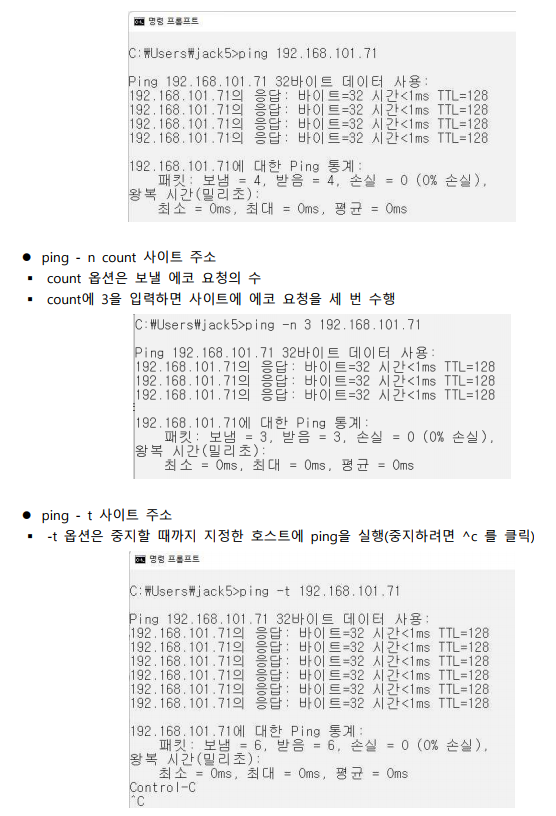 명령 프롬프트
C:₩Users₩jack5>ping 192.168.101.71
Ping 192.168.101.71 32바이트 데이터 사용:
192.168.101.71의 응답: 바이트=32 시간<1ms TTL=128
192.168.101.71의 응답: 바이트=32 시간<1ms TTL=128
192.168.101.71의 응답: 바이트=32 시간<1ms TTL=128
192.168.101.71의 응답: 바이트=32 시간<1ms TTL=128
192.168.101.71에 대한 Ping 통계:
패킷: 보냄 = 4, 받음 = 4, 손실 = 0 (0% 손실),
왕복 시간(밀리초):
최소 = 0ms, 최대 = 0ms, 평균 = 0ms
● ping - n count 사이트 주소
▪ count 옵션은 보낼 에코 요청의 수
▪ count에 3을 입력하면 사이트에 에코 요청을 세 번 수행
C:₩Users₩jack5>ping -n 3 192.168.101.71
Ping 192.168.101.71 32바이트 데이터 사용:
192.168.101.71의 응답: 바이트=32 시간<1ms TTL=128
192.168.101.71의 응답: 바이트=32 시간<1ms TTL=128
192.168.101.71의 응답: 바이트=32 시간<1ms TTL=128
192.168.101.71에 대한 Ping 통계:
패킷: 보냄 = 3, 받음 = 3, 손실 = 0 (0% 손실),
왕복 시간(밀리초):
최소 = 0ms, 최대 = 0ms, 평균 = 0ms
● ping - t 사이트 주소
▪ -t 옵션은 중지할 때까지 지정한 호스트에 ping을 실행(중지하려면 ^c 를 클릭)
명령 프롬프트
C:₩Users₩jack5>ping -t 192.168.101.71
Ping 192.168.101.71 32바이트 데이터 사용:
192.168.101.71의 응답: 바이트=32 시간<1ms TTL=128
192.168.101.71의 응답: 바이트=32 시간<1ms TTL=128
192.168.101.71의 응답: 바이트=32 시간<1ms TTL=128
192.168.101.71의 응답: 바이트=32 시간<1ms TTL=128
192.168.101.71의 응답: 바이트=32 시간<1ms TTL=128
192.168.101.71의 응답: 바이트=32 시간<1ms TTL=128
192.168.101.71에 대한 Ping 통계:
패킷: 보냄 = 6, 받음 = 6, 손실 = 0 (0% 손실),
왕복 시간(밀리초):
최소 = 0ms, 최대 = 0ms, 평균 = 0ms
Control-C
^C